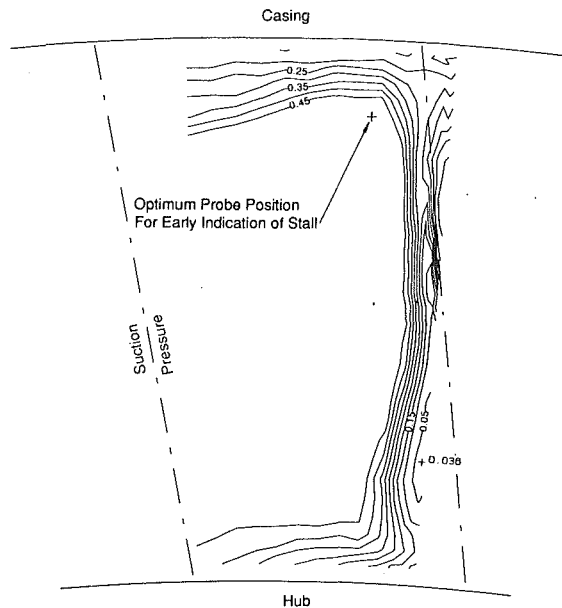 Casing
0.25
0.35
0.45
Optimum Probe Position
For Early Indication of Stall
Suction
Pressure
0.15
0.05
0.036
Hub